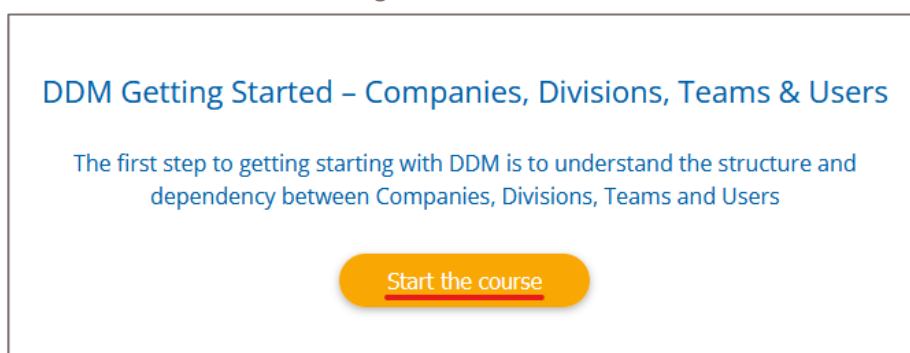 DDM Getting Started – Companies, Divisions, Teams & Users
The first step to getting starting with DDM is to understand the structure and
dependency between Companies, Divisions, Teams and Users
Start the course